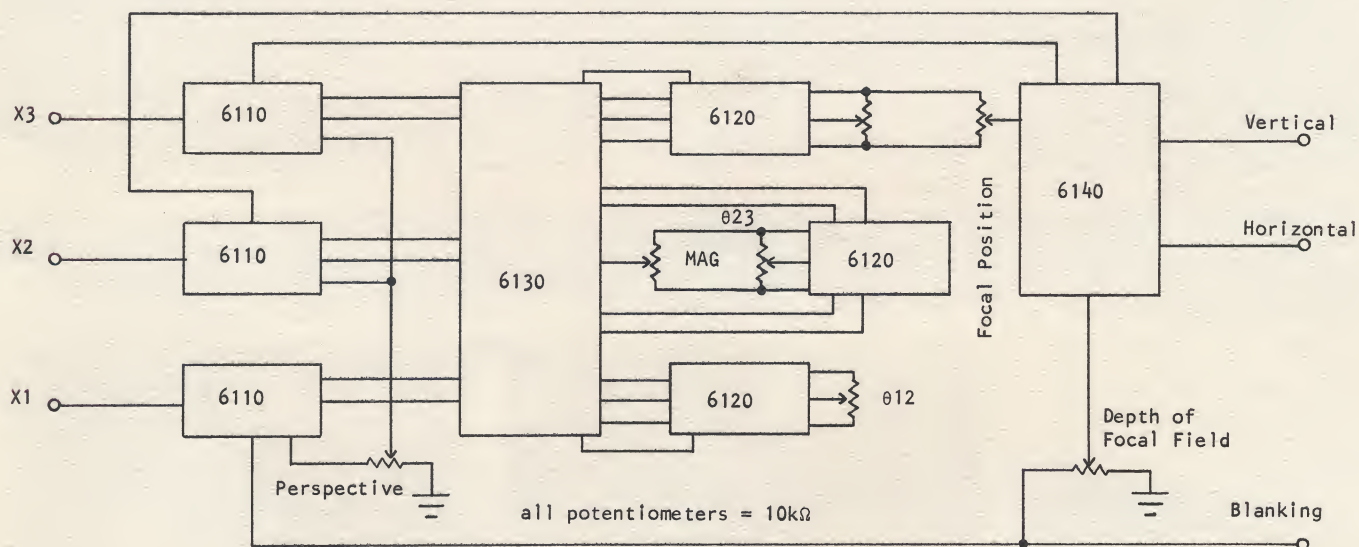 X3
6110
6120
Vertical
6140
Focal Position
θ23
X2
6110
MAG
6120
Horizontal
6130
X1
6110
6120
θ12
Depth of
Focal Field
Perspective
all potentiometers = 10kΩ
Blanking